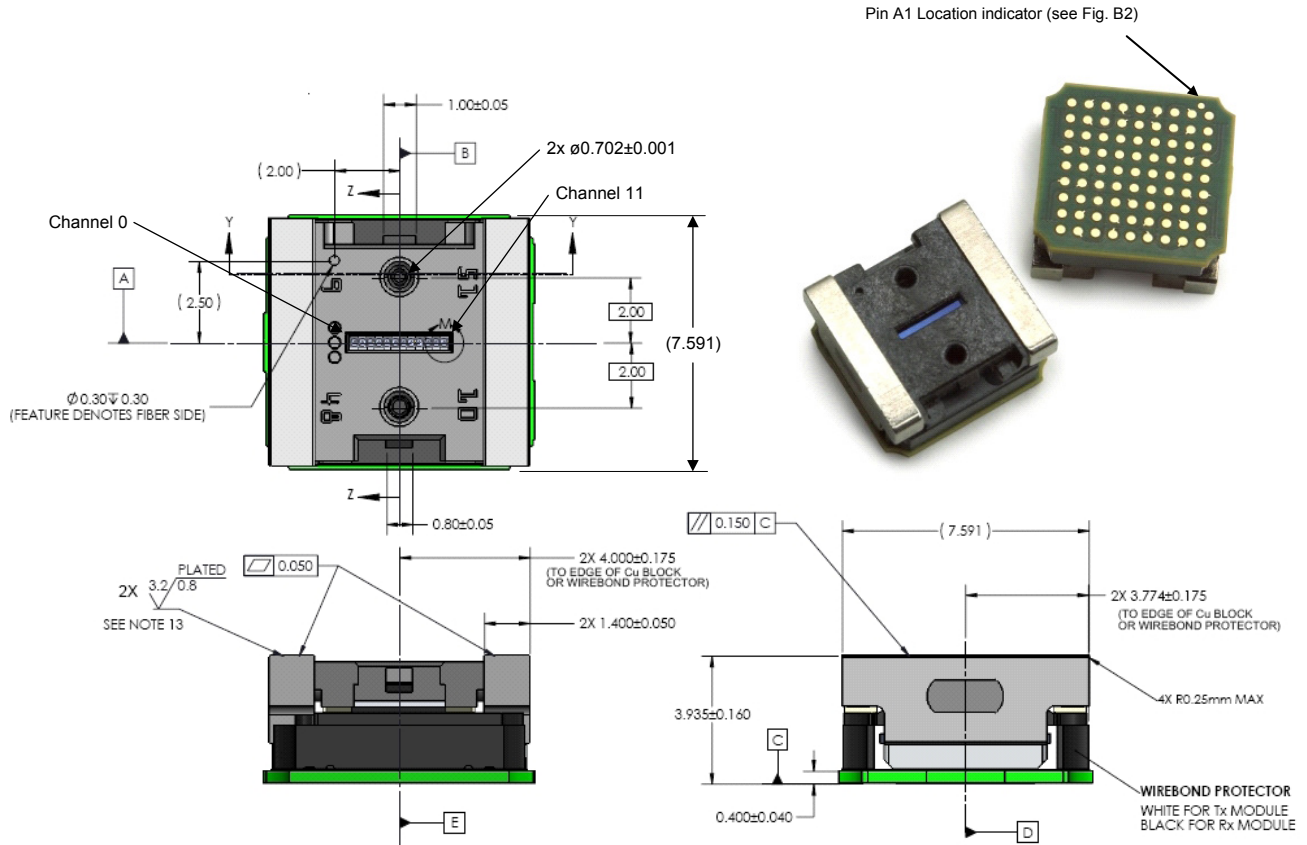 Pin A1 Location indicator (see Fig. B2)
1.00±0.05
B
2x ø0.702±0.001
( 2.00 )
Z
Channel 11
Channel 0
Y
Y
A
( 2.50 )
M
2.00
(7.591)
2.00
Ø 0.30↧0.30
(FEATURE DENOTES FIBER SIDE)
Z
0.80±0.05
// 0.150 C
( 7.591 )
PLATED
2X 3.2/0.8
SEE NOTE 13
⏥ 0.050
2X 4.000±0.175
(TO EDGE OF Cu BLOCK
OR WIREBOND PROTECTOR)
2X 1.400±0.050
2X 3.774±0.175
(TO EDGE OF Cu BLOCK
OR WIREBOND PROTECTOR)
4X R0.25mm MAX
3.935±0.160
C
0.400±0.040
WIREBOND PROTECTOR
WHITE FOR Tx MODULE
BLACK FOR Rx MODULE
E
D